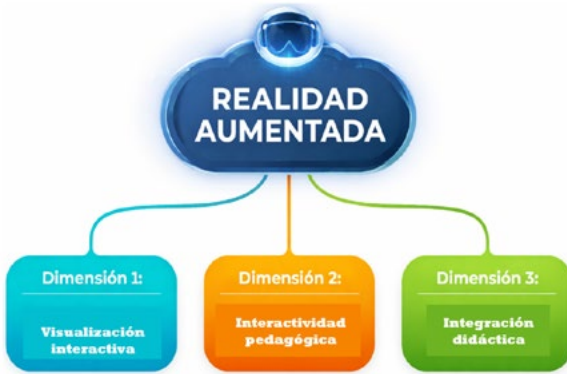 REALIDAD
AUMENTADA
Dimensión 1:
Visualización
interactiva
Dimensión 2:
Interactividad
pedagógica
Dimensión 3:
Integración
didáctica